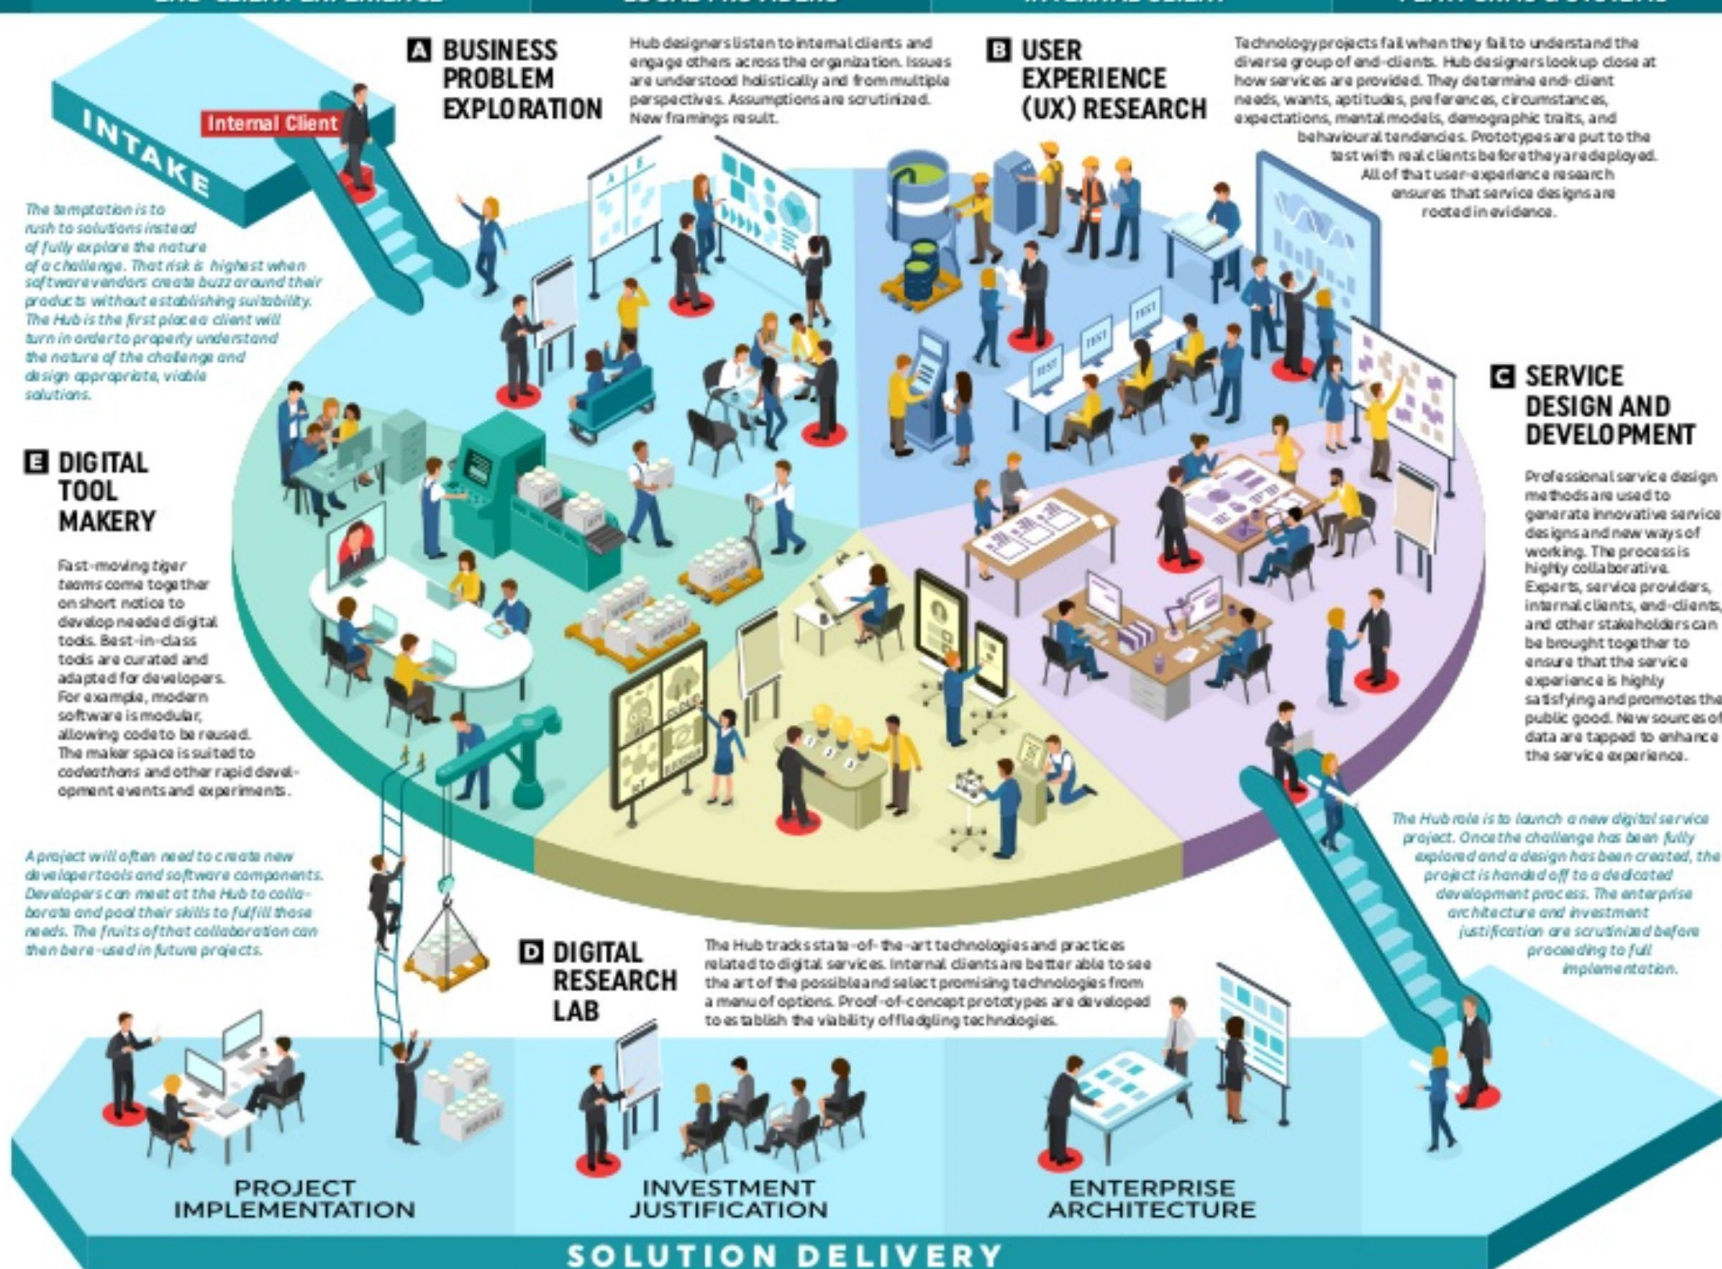 INTAKE
Internal Client
A BUSINESS
PROBLEM
EXPLORATION
Hub designers listen to internal clients and
engage others across the organization. Issues
are understood holistically and from multiple
perspectives. Assumptions are scrutinized.
New framings result.
B USER
EXPERIENCE
(UX) RESEARCH
Technology projects fail when they fail to understand the
diverse group of end-clients. Hub designers look up close at
how services are provided. They determine end-client
needs, wants, aptitudes, preferences, circumstances,
expectations, mental models, demographic traits, and
behavioural tendencies. Prototypes are put to the
test with real clients before they are deployed.
All of that user-experience research
ensures that service designs are
rooted in evidence.
The temptation is to
rush to solutions instead
of fully explore the nature
of a challenge. That risk is highest when
software vendors create buzz around their
products without establishing suitability.
The Hub is the first place a client will
turn in order to properly understand
the nature of the challenge and
design appropriate, viable
solutions.
A B
TEST
TEST
TEST
C SERVICE
DESIGN AND
DEVELOPMENT
Professional service design
methods are used to
generate innovative service
designs and new ways of
working. The process is
highly collaborative.
Experts, service providers,
internal clients, end-clients,
and other stakeholders can
be brought together to
ensure that the service
experience is highly
satisfying and promotes the
public good. New sources of
data are tapped to enhance
the service experience.
E DIGITAL
TOOL
MAKERY
Fast-moving tiger
teams come together
on short notice to
develop needed digital
tools. Best-in-class
tools are curated and
adapted for developers.
For example, modern
software is modular,
allowing code to be reused.
The maker space is suited to
codeathons and other rapid devel-
opment events and experiments.
API
API
PLUG-IN
WIDGET
MODULE
CLOUD
IoT
1 2 3
The Hub role is to launch a new digital service
project. Once the challenge has been fully
explored and a design has been created, the
project is handed off to a dedicated
development process. The enterprise
architecture and investment
justification are scrutinized before
proceeding to full
implementation.
A project will often need to create new
developer tools and software components.
Developers can meet at the Hub to colla-
borate and pool their skills to fulfill those
needs. The fruits of that collaboration can
then be re-used in future projects.
D DIGITAL
RESEARCH
LAB
The Hub tracks state-of-the-art technologies and practices
related to digital services. Internal clients are better able to see
the art of the possible and select promising technologies from
a menu of options. Proof-of-concept prototypes are developed
to establish the viability of fledgling technologies.
API
MODULE
PROJECT
IMPLEMENTATION
INVESTMENT
JUSTIFICATION
ENTERPRISE
ARCHITECTURE
SOLUTION DELIVERY